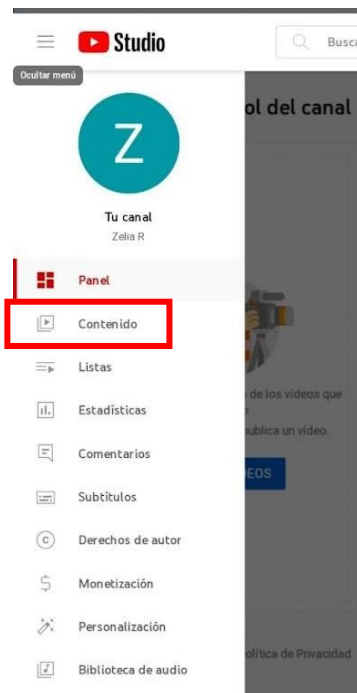 Studio
Busca
Ocultar menú
ol del canal
Z
Tu canal
Zelia R
Panel
Contenido
Listas
de los vídeos que
Estadísticas
?
publica un vídeo.
Comentarios
EOS
Subtítulos
Derechos de autor
Monetización
Personalización
olítica de Privacidad
Biblioteca de audio